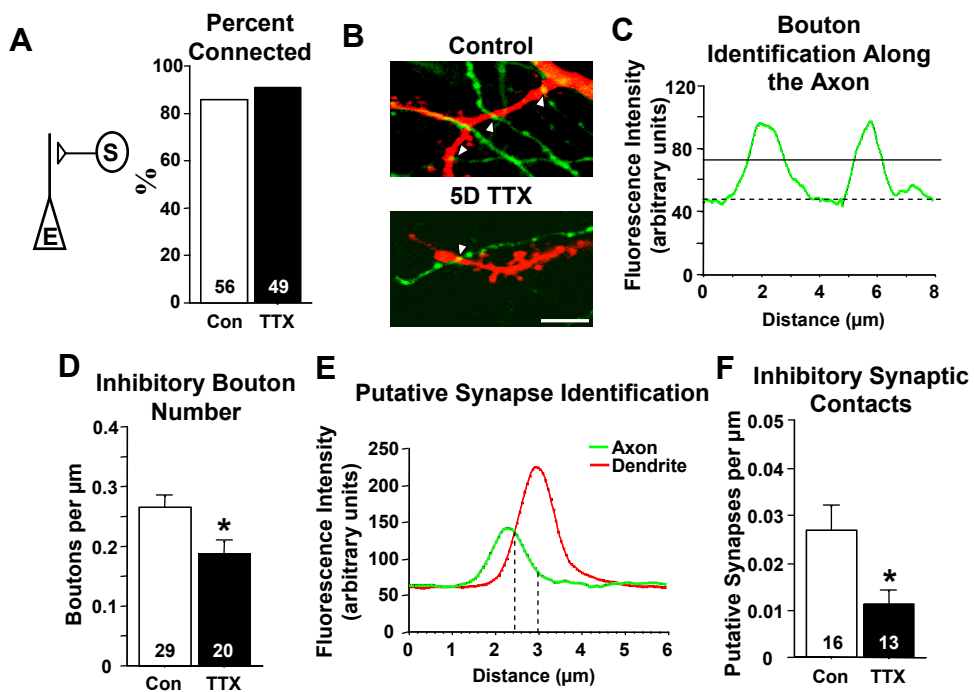 A
Percent
Connected
100
80
60
40
20
0
%
S
E
56
49
Con
TTX
B
Control
5D TTX
C
Bouton
Identification Along
the Axon
Fluorescence Intensity
(arbitrary units)
120
80
40
0
0
2
4
6
8
Distance (µm)
D
Inhibitory Bouton
Number
Boutons per µm
0.4
0.3
0.2
0.1
0
*
29
20
Con
TTX
E
Putative Synapse Identification
Fluorescence Intensity
(arbitrary units)
250
200
150
100
50
0
Axon
Dendrite
0
1
2
3
4
5
6
Distance (µm)
F
Inhibitory Synaptic
Contacts
Putative Synapses per µm
0.05
0.04
0.03
0.02
0.01
0
*
16
13
Con
TTX